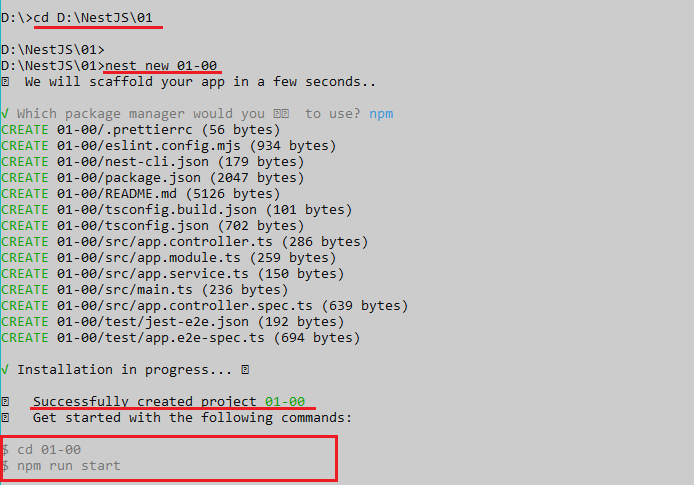 D:\>cd D:\NestJS\01
D:\NestJS\01>
D:\NestJS\01>nest new 01-00
We will scaffold your app in a few seconds..
√ Which package manager would you to use? npm
CREATE 01-00/.prettierrc (56 bytes)
CREATE 01-00/eslint.config.mjs (934 bytes)
CREATE 01-00/nest-cli.json (179 bytes)
CREATE 01-00/package.json (2047 bytes)
CREATE 01-00/README.md (5126 bytes)
CREATE 01-00/tsconfig.build.json (101 bytes)
CREATE 01-00/tsconfig.json (702 bytes)
CREATE 01-00/src/app.controller.ts (286 bytes)
CREATE 01-00/src/app.module.ts (259 bytes)
CREATE 01-00/src/app.service.ts (150 bytes)
CREATE 01-00/src/main.ts (236 bytes)
CREATE 01-00/src/app.controller.spec.ts (639 bytes)
CREATE 01-00/test/jest-e2e.json (192 bytes)
CREATE 01-00/test/app.e2e-spec.ts (694 bytes)
√ Installation in progress...
Successfully created project 01-00
Get started with the following commands:
$ cd 01-00
$ npm run start